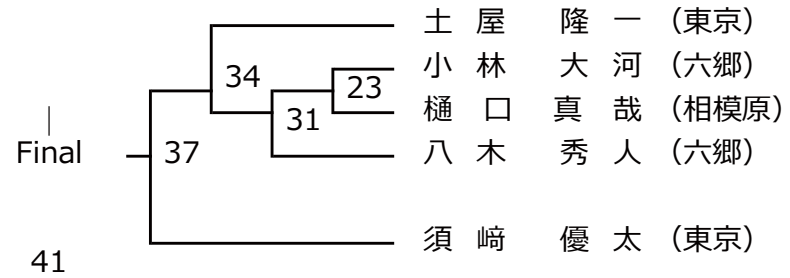 土屋 隆一 (東京)
34
小林 大河 (六郷)
23
樋口 真哉 (相模原)
31
Final
37
八木 秀人 (六郷)
須﨑 優太 (東京)
41